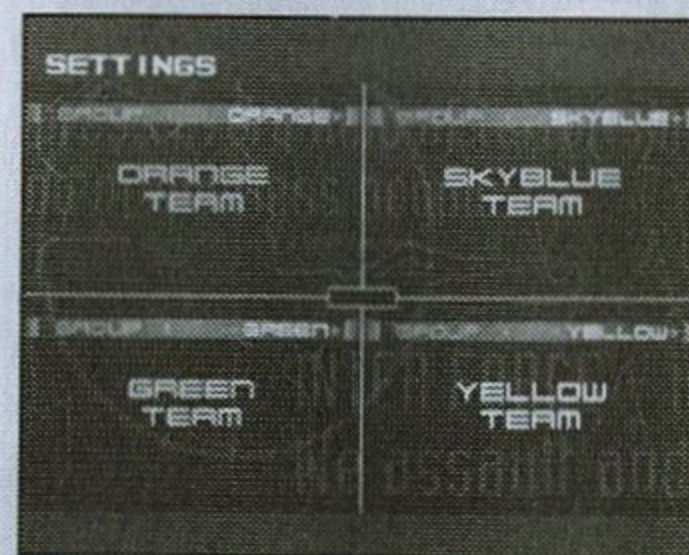 SETTINGS
GROUP ORANGE
GROUP SKYBLUE
ORANGE
TEAM
SKYBLUE
TEAM
GROUP GREEN
GROUP YELLOW
GREEN
TEAM
YELLOW
TEAM